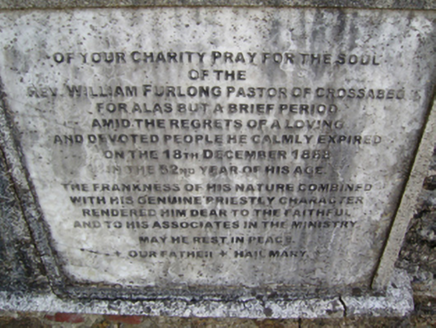 OF YOUR CHARITY PRAY FOR THE SOUL
OF THE
REV. WILLIAM FURLONG PASTOR OF CROSSABEG
FOR ALAS BUT A BRIEF PERIOD
AMID THE REGRETS OF A LOVING
AND DEVOTED PEOPLE HE CALMLY EXPIRED
ON THE 18TH DECEMBER
IN THE 52ND YEAR OF HIS AGE.
THE FRANKNESS OF HIS NATURE COMBINED
WITH HIS GENUINE PRIESTLY CHARACTER
RENDERED HIM DEAR TO THE FAITHFUL
AND TO HIS ASSOCIATES IN THE MINISTRY
MAY HE REST IN PEACE.
+ OUR FATHER + HAIL MARY. +